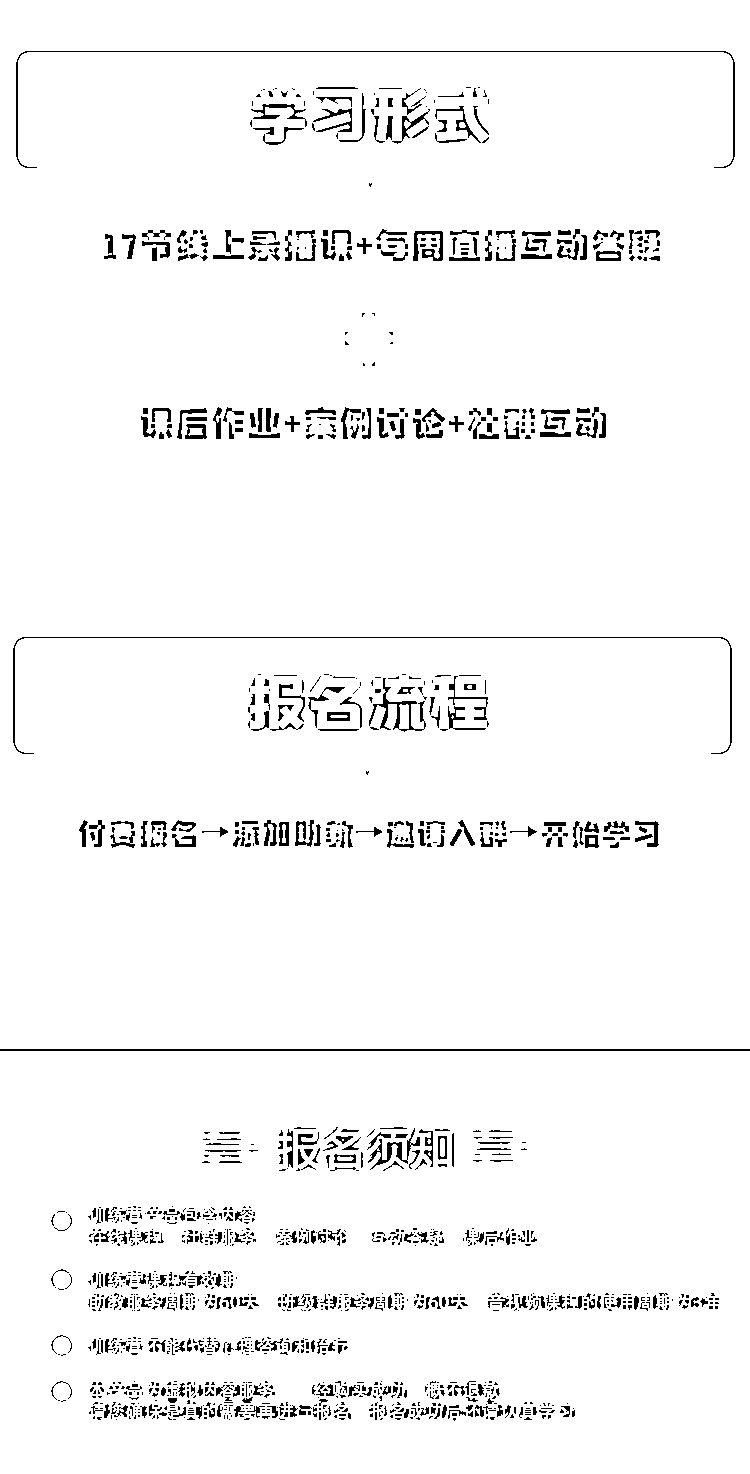 学习形式
17节线上录播课+每周直播互动答疑
课后作业+案例讨论+社群互动
报名流程
付费报名→添加助教→邀请入群→开始学习
报名须知
训练营产品包含内容
在线课程 社群服务 案例讨论 互动答疑 课后作业
训练营课程有效期
助教服务周期为60天 班级群服务周期为60天 音视频课程的使用周期为3年
训练营不能代替心理咨询和治疗
本产品为虚拟内容服务 一经购买成功 概不退款
请您确保是真的需要再进行报名 报名成功后还请认真学习